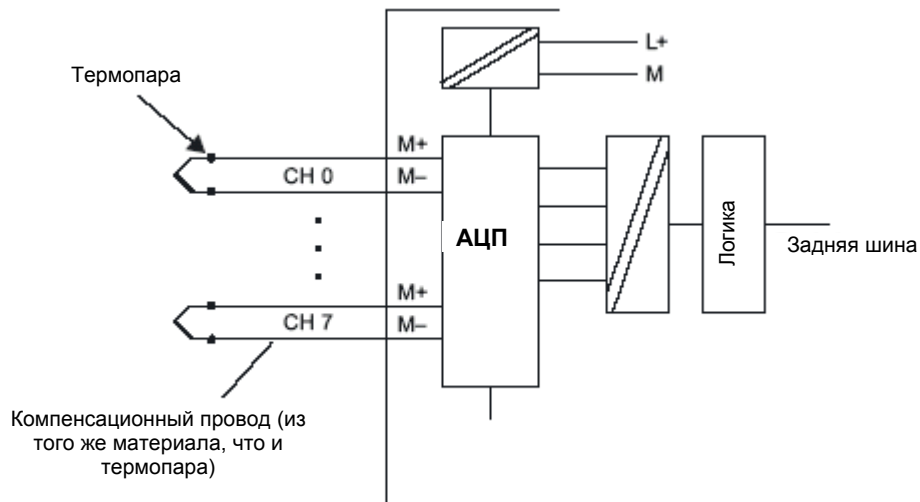 L+
M
Термопара
M+
CH 0
M–
АЦП
Логика
Задняя шина
M+
CH 7
M–
Компенсационный провод (из
того же материала, что и
термопара)